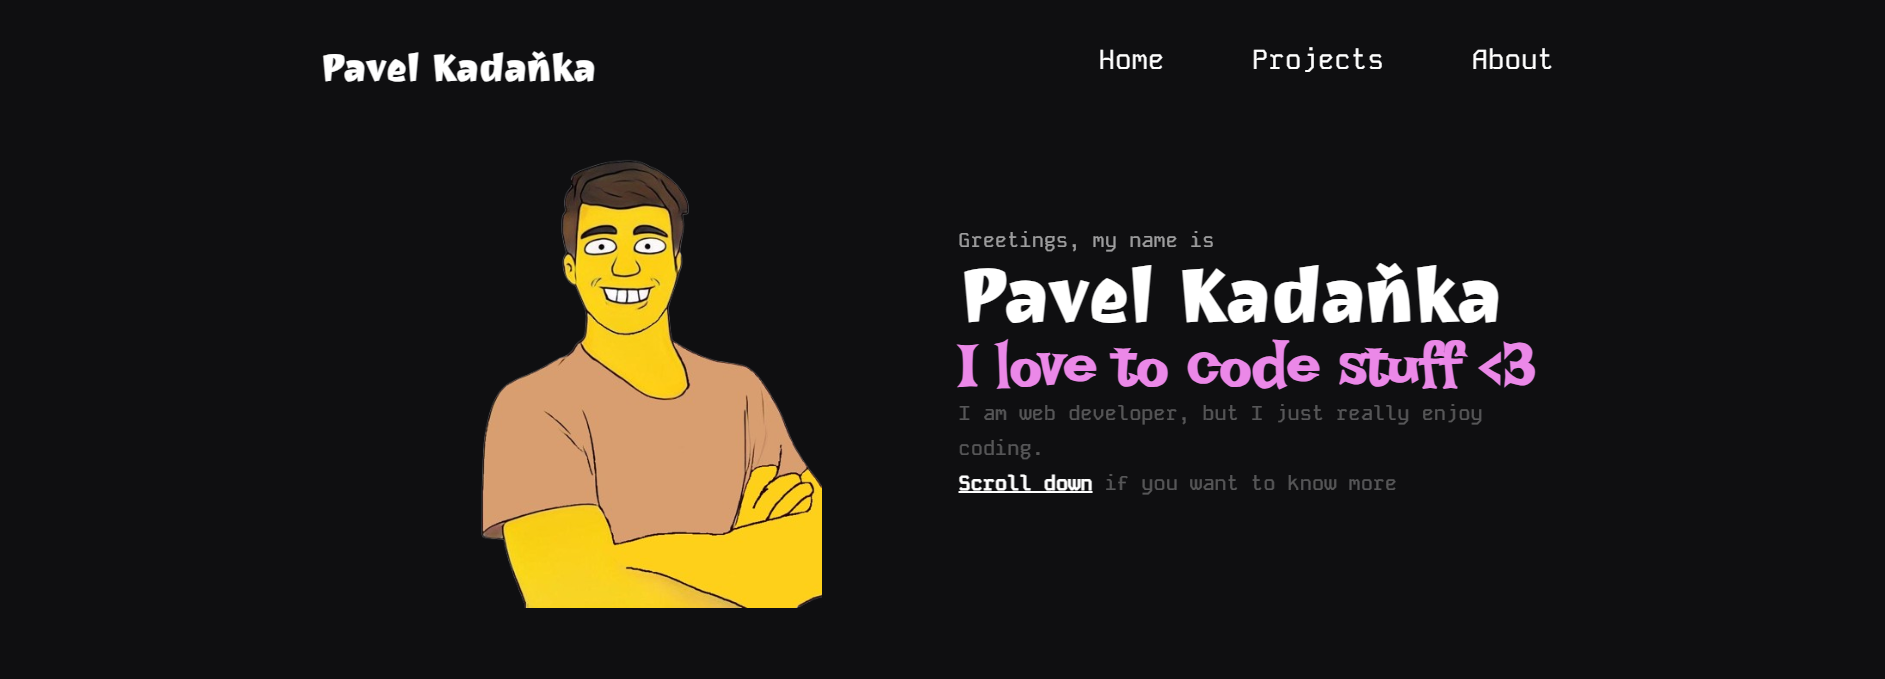 Pavel Kadaňka
Home Projects About
Greetings, my name is
Pavel Kadaňka
I love to code stuff <3
I am web developer, but I just really enjoy
coding.
Scroll down if you want to know more